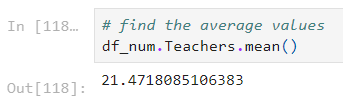 In [118… # find the average values
df_num.Teachers.mean()
Out[118]: 21.4718085106383